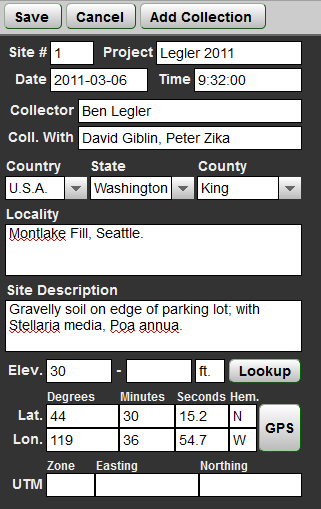 Save Cancel Add Collection
Site # 1 Project Legler 2011
Date 2011-03-06 Time 9:32:00
Collector Ben Legler
Coll. With David Giblin, Peter Zika
Country State County
U.S.A. Washington King
Locality
Montlake Fill, Seattle.
Site Description
Gravelly soil on edge of parking lot; with
Stellaria media, Poa annua.
Elev. 30 - ft. Lookup
Degrees Minutes Seconds Hem.
Lat. 44 30 15.2 N
GPS
Lon. 119 36 54.7 W
Zone Easting Northing
UTM